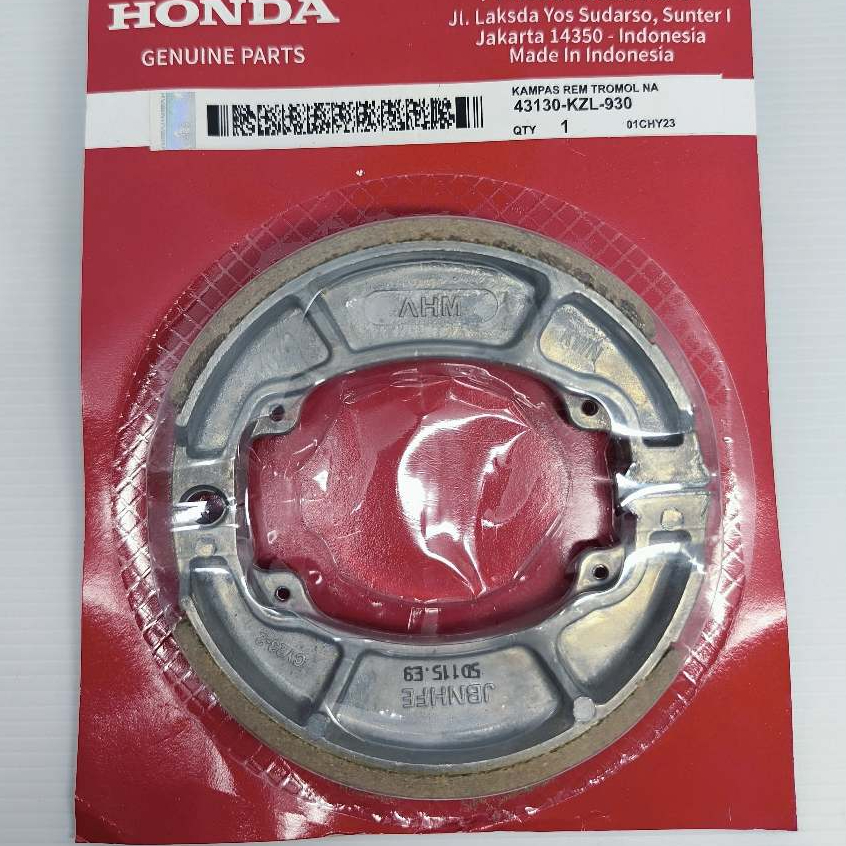 HONDA
GENUINE PARTS
Jl. Laksda Yos Sudarso, Sunter I
Jakarta 14350 - Indonesia
Made In Indonesia
KAMPAS REM TROMOL NA
43130-KZL-930
QTY 1
01CHY23
AHM
JBNHFE
5D115.E9